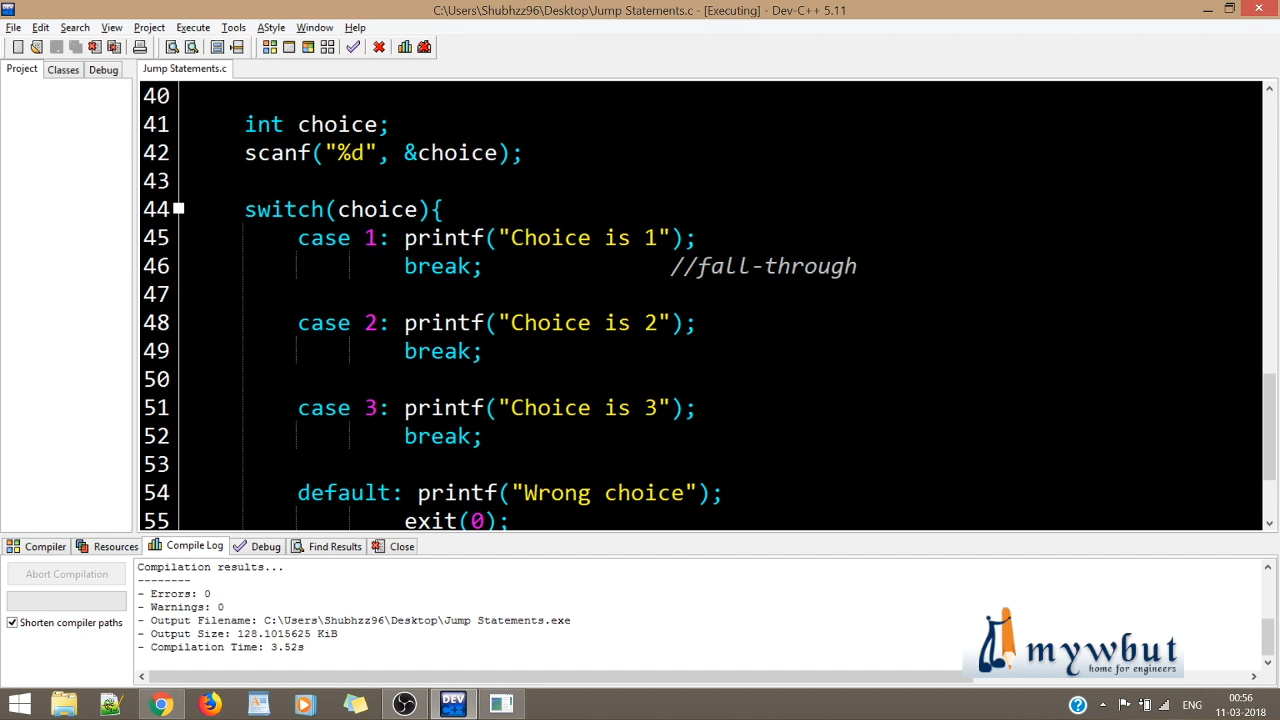 C:\Users\Shubhzz96\Desktop\Jump Statements.c - [Executing] - Dev-C++ 5.11
File Edit Search View Project Execute Tools AStyle Window Help
Project Classes Debug Jump Statements.c
40
41 int choice;
42 scanf("%d", &choice);
43
44 switch(choice){
45 case 1: printf("Choice is 1");
46 break; //fall-through
47
48 case 2: printf("Choice is 2");
49 break;
50
51 case 3: printf("Choice is 3");
52 break;
53
54 default: printf("Wrong choice");
55 exit(0);
Compiler Resources Compile Log Debug Find Results Close
Abort Compilation
Shorten compiler paths
Compilation results...
--------
- Errors: 0
- Warnings: 0
- Output Filename: C:\Users\Shubhzz96\Desktop\Jump Statements.exe
- Output Size: 128.1015625 KiB
- Compilation Time: 3.52s
mywbut
home for engineers
DEV
ENG
00:56
11-03-2018